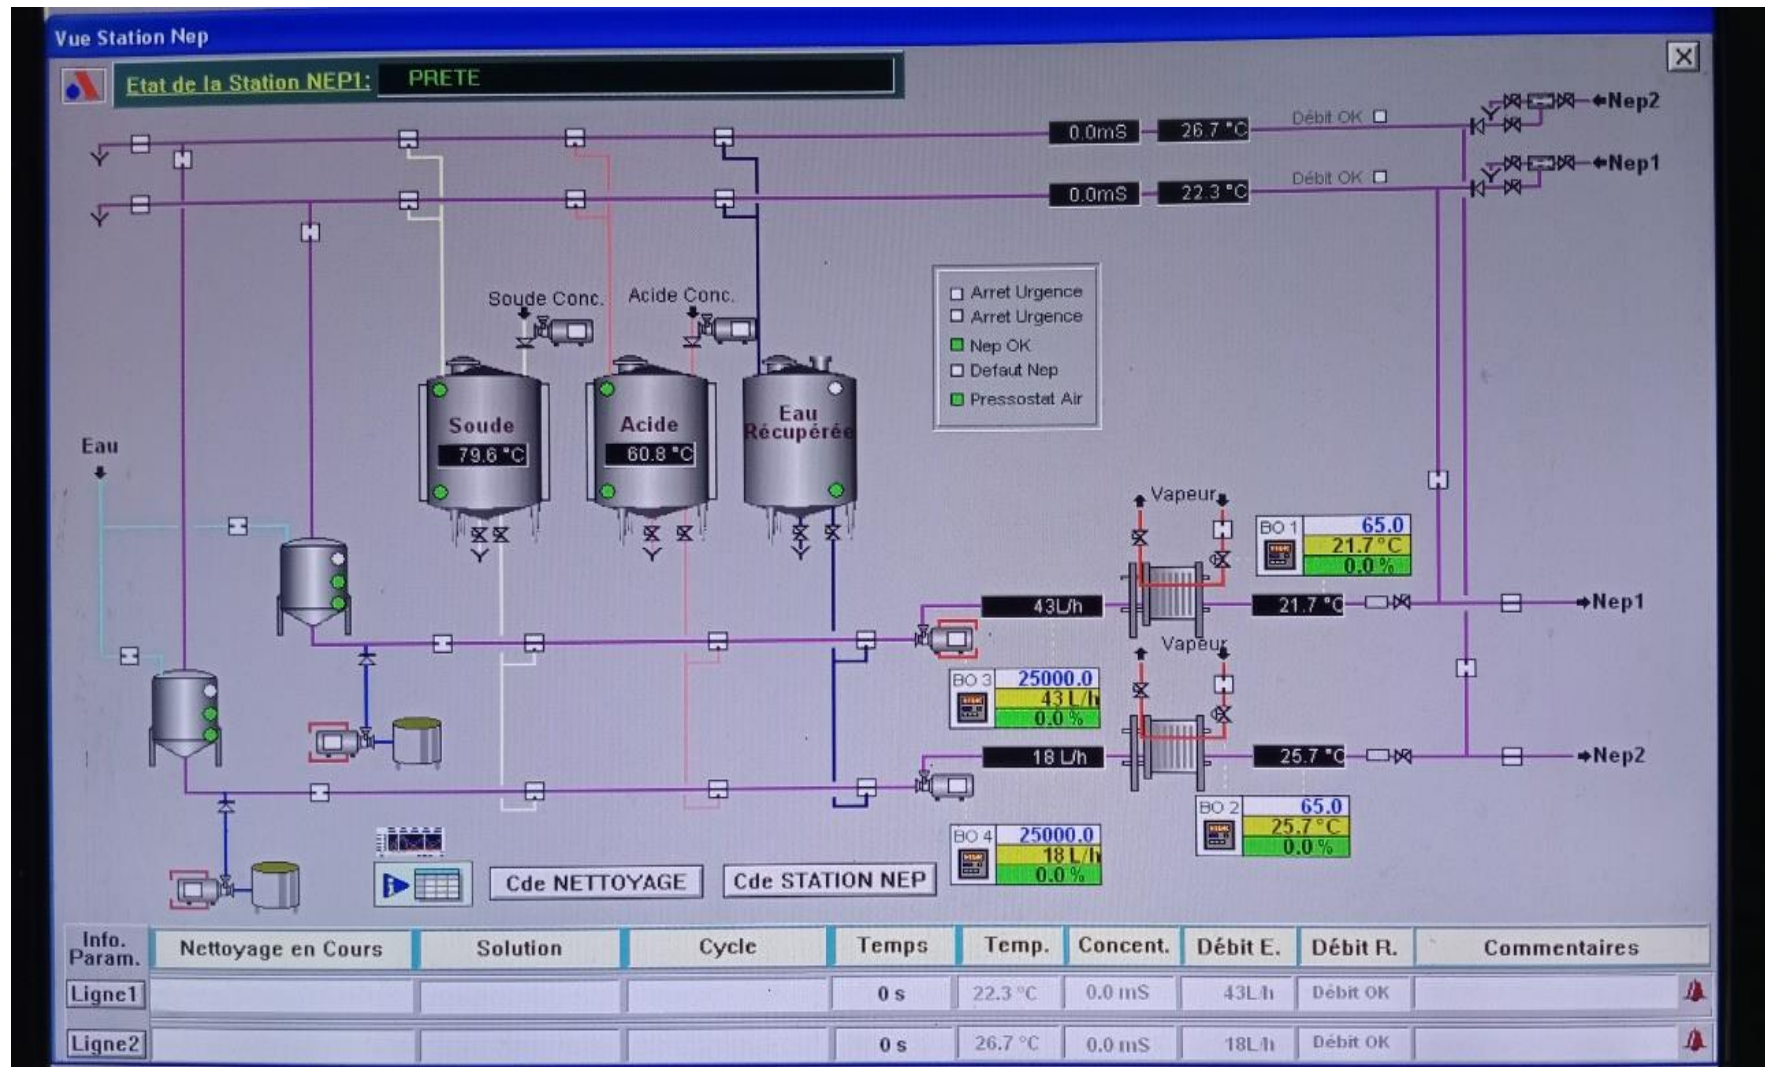 Vue Station Nep
Etat de la Station NEP1: PRETE
Nep2
0.0mS 26.7 °C Débit OK
Nep1
0.0mS 22.3 °C Débit OK
Arret Urgence
Arret Urgence
Nep OK
Defaut Nep
Pressostat Air
Soude Conc. Acide Conc.
Soude
79.6 °C
Acide
60.8 °C
Eau
Récupérée
Eau
Vapeur
BO 1 65.0
21.7°C
0.0 %
43L/h 21.7 °C Nep1
Vapeur
BO 3 25000.0
43 L/h
0.0 %
18 L/h 25.7 °C Nep2
BO 2 65.0
25.7°C
0.0 %
BO 4 25000.0
18 L/h
0.0 %
Cde NETTOYAGE Cde STATION NEP
Info.
Param. Nettoyage en Cours Solution Cycle Temps Temp. Concent. Débit E. Débit R. Commentaires
Ligne1 0 s 22.3 °C 0.0 mS 43L/h Débit OK
Ligne2 0 s 26.7 °C 0.0 mS 18L/h Débit OK